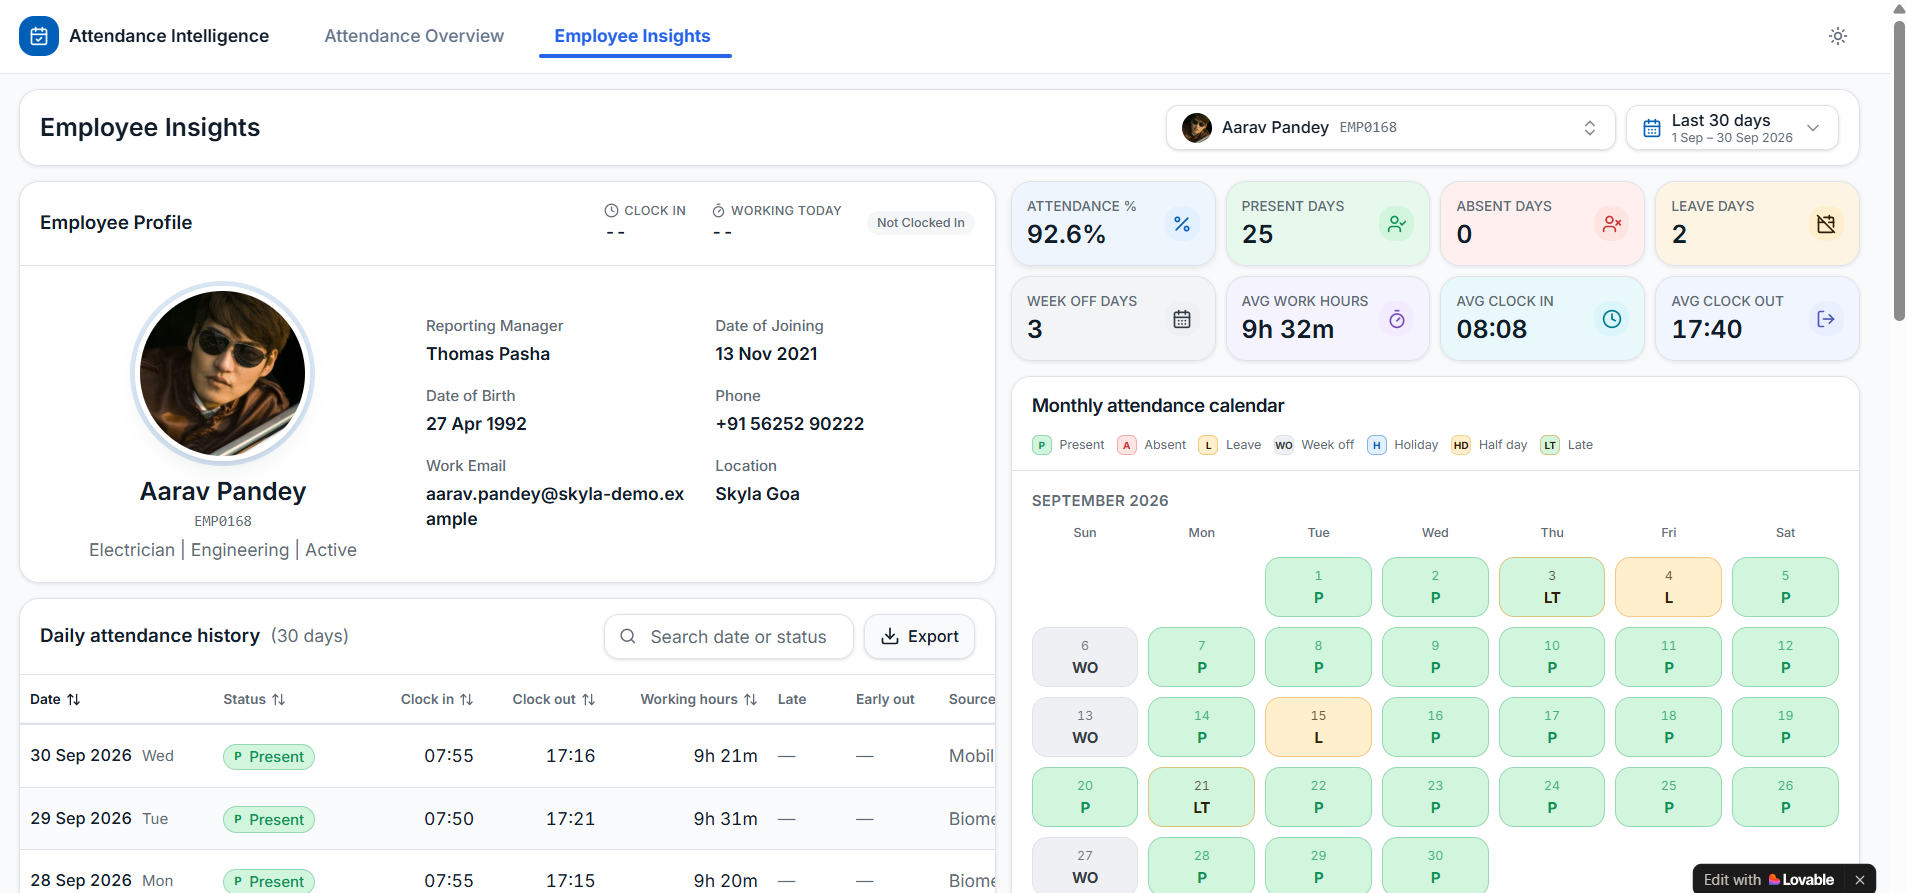 Attendance Intelligence
Attendance Overview
Employee Insights
Employee Insights
Aarav Pandey EMP0168
Last 30 days
1 Sep – 30 Sep 2026
Employee Profile
CLOCK IN
--
WORKING TODAY
--
Not Clocked In
Aarav Pandey
EMP0168
Electrician | Engineering | Active
Reporting Manager
Thomas Pasha
Date of Joining
13 Nov 2021
Date of Birth
27 Apr 1992
Phone
+91 56252 90222
Work Email
aarav.pandey@skyla-demo.ex
ample
Location
Skyla Goa
ATTENDANCE %
92.6%
PRESENT DAYS
25
ABSENT DAYS
0
LEAVE DAYS
2
WEEK OFF DAYS
3
AVG WORK HOURS
9h 32m
AVG CLOCK IN
08:08
AVG CLOCK OUT
17:40
Daily attendance history (30 days)
Search date or status
Export
Date Status Clock in Clock out Working hours Late Early out Source
30 Sep 2026 Wed P Present 07:55 17:16 9h 21m — — Mobil
29 Sep 2026 Tue P Present 07:50 17:21 9h 31m — — Biome
28 Sep 2026 Mon P Present 07:55 17:15 9h 20m — — Biome
Monthly attendance calendar
P Present A Absent L Leave WO Week off H Holiday HD Half day LT Late
SEPTEMBER 2026
Sun Mon Tue Wed Thu Fri Sat
1 2 3 4 5
P P LT L P
6 7 8 9 10 11 12
WO P P P P P P
13 14 15 16 17 18 19
WO P L P P P P
20 21 22 23 24 25 26
P LT P P P P P
27 28 29 30
WO P P P
Edit with Lovable